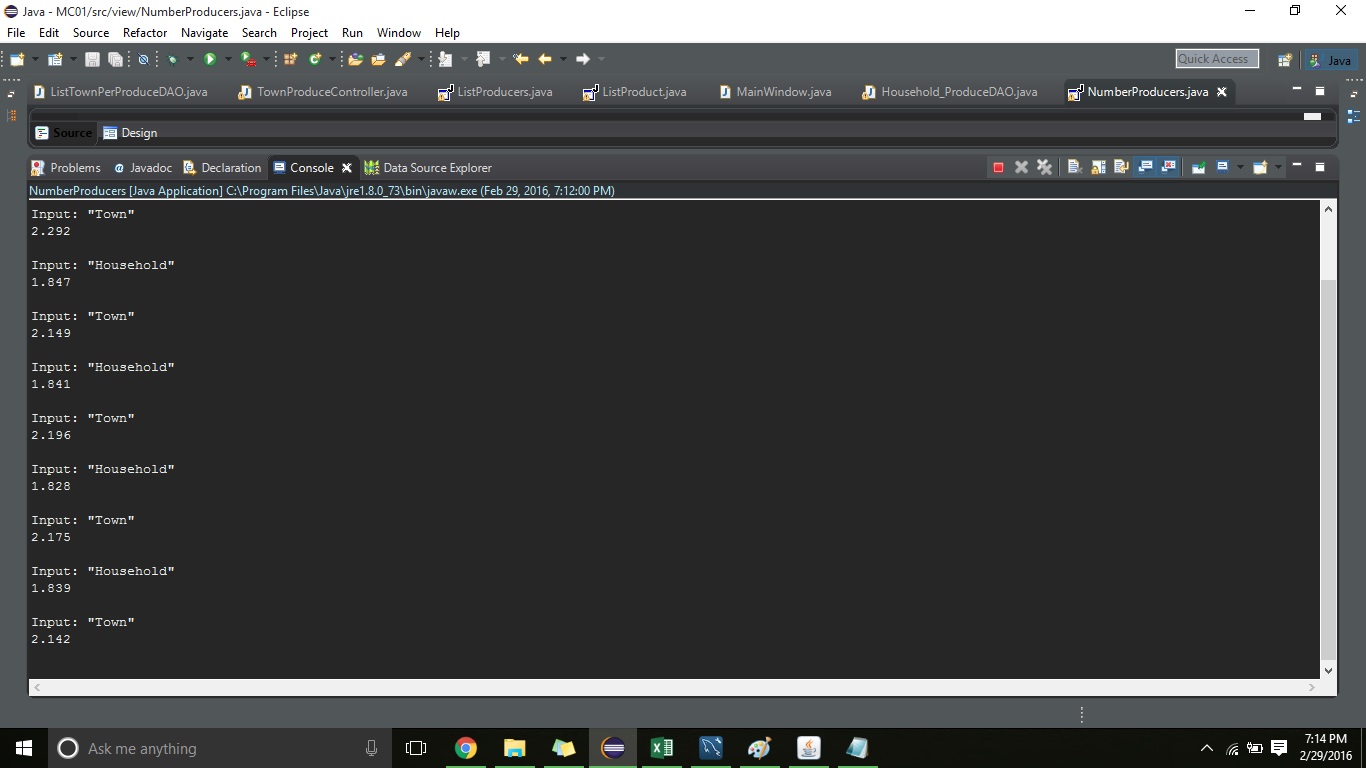 Java - MC01/src/view/NumberProducers.java - Eclipse
File Edit Source Refactor Navigate Search Project Run Window Help
Quick Access Java
ListTownPerProduceDAO.java TownProduceController.java ListProducers.java ListProduct.java MainWindow.java Household_ProduceDAO.java NumberProducers.java
Source Design
Problems @ Javadoc Declaration Console Data Source Explorer
NumberProducers [Java Application] C:\Program Files\Java\jre1.8.0_73\bin\javaw.exe (Feb 29, 2016, 7:12:00 PM)
Input: "Town"
2.292
Input: "Household"
1.847
Input: "Town"
2.149
Input: "Household"
1.841
Input: "Town"
2.196
Input: "Household"
1.828
Input: "Town"
2.175
Input: "Household"
1.839
Input: "Town"
2.142
Ask me anything
7:14 PM
2/29/2016